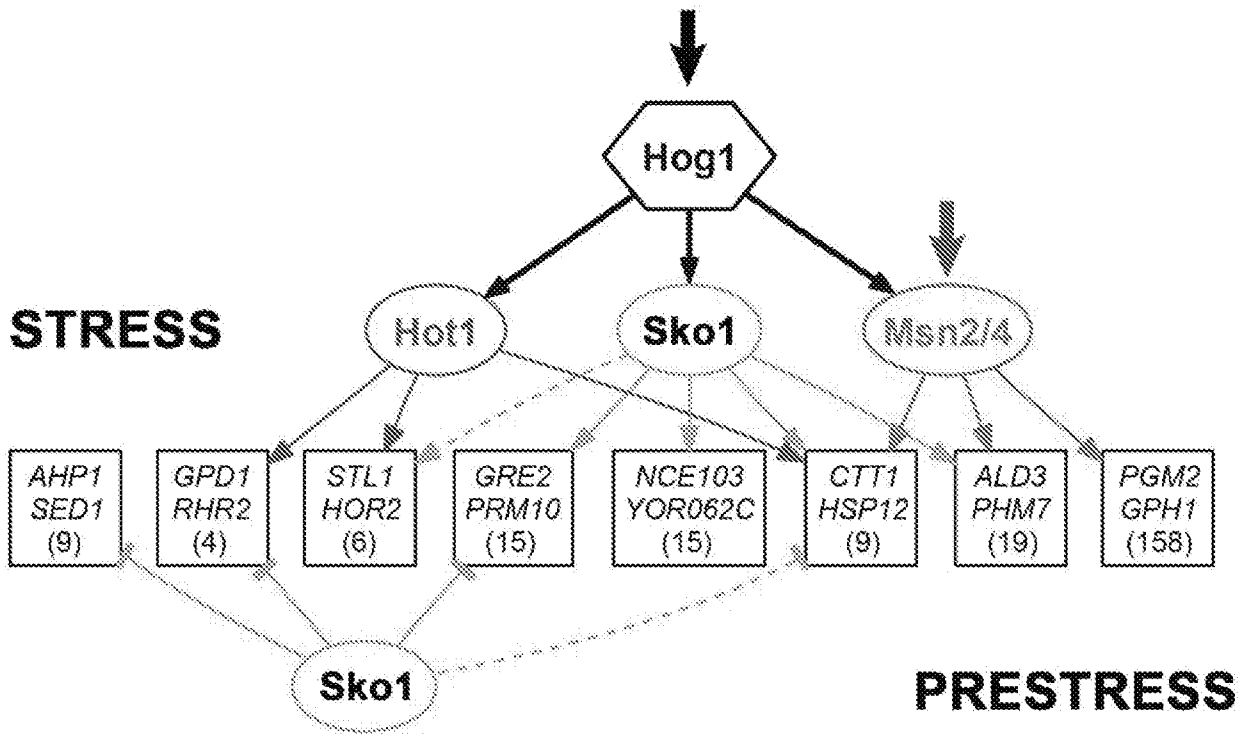 Hog1
STRESS
Hot1
Sko1
Msn2/4
AHP1
SED1
(9)
GPD1
RHR2
(4)
STL1
HOR2
(6)
GRE2
PRM10
(15)
NCE103
YOR062C
(15)
CTT1
HSP12
(9)
ALD3
PHM7
(19)
PGM2
GPH1
(158)
Sko1
PRESTRESS